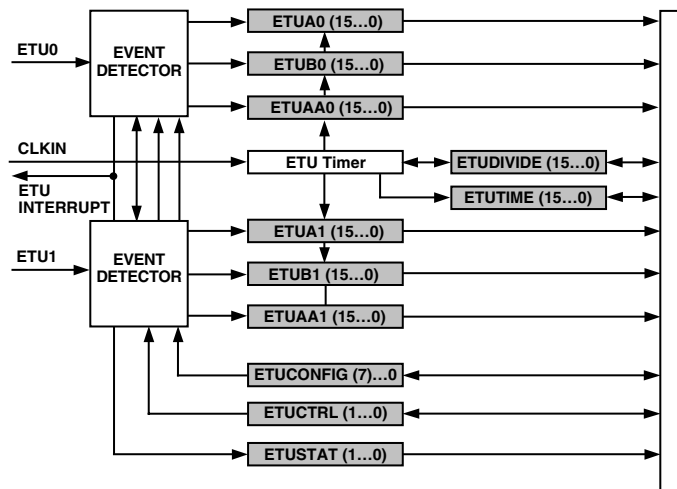 ETUA0 (15...0)
ETU0
EVENT
DETECTOR
ETUB0 (15...0)
ETUAA0 (15...0)
CLKIN
ETU Timer
ETUDIVIDE (15...0)
ETU
INTERRUPT
ETUTIME (15...0)
ETUA1 (15...0)
ETU1
EVENT
DETECTOR
ETUB1 (15...0)
ETUAA1 (15...0)
ETUCONFIG (7)...0
ETUCTRL (1...0)
ETUSTAT (1...0)